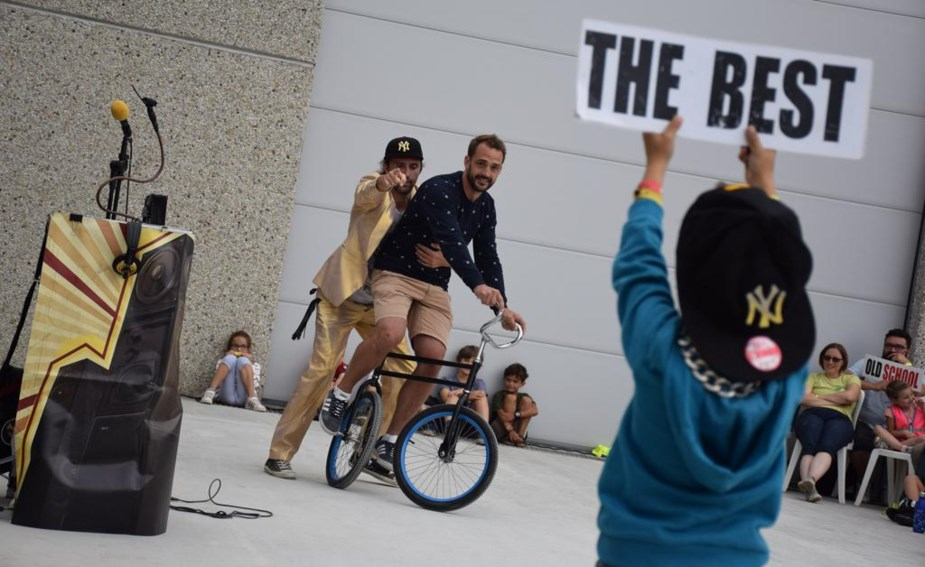 THE BEST
NY
NY
OLD SCHOOL